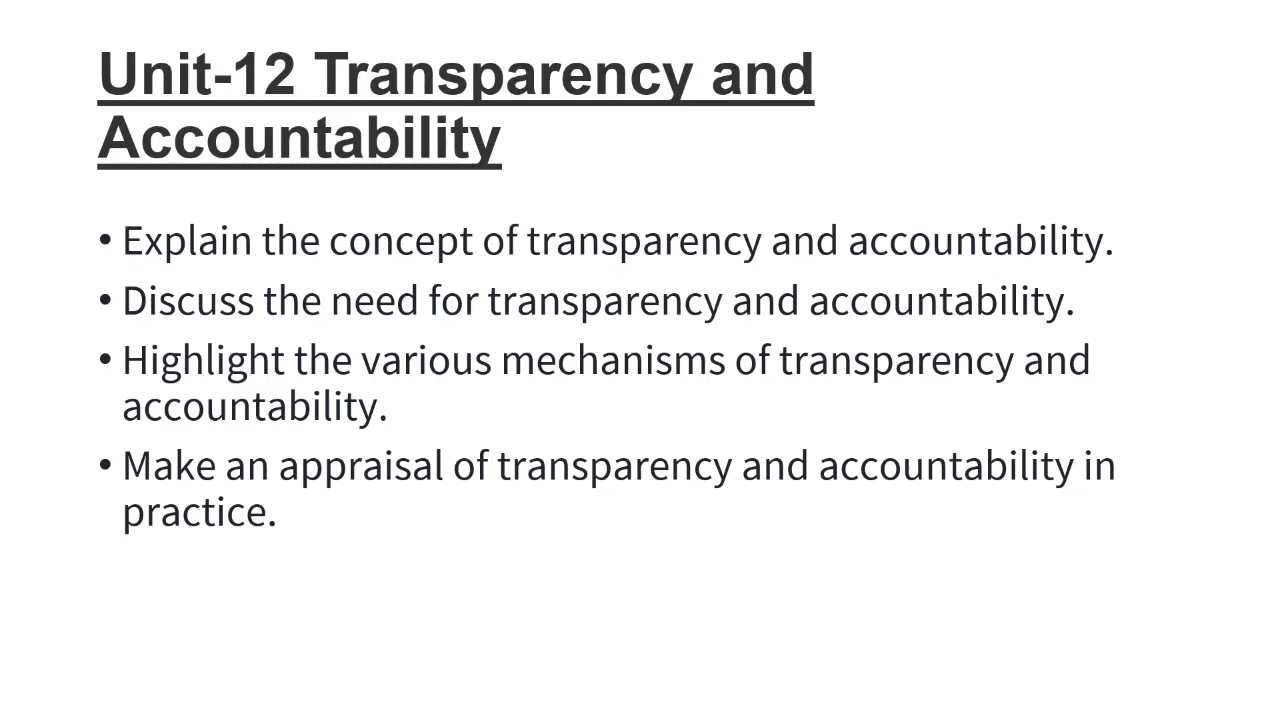 Unit-12 Transparency and
Accountability
• Explain the concept of transparency and accountability.
• Discuss the need for transparency and accountability.
• Highlight the various mechanisms of transparency and
accountability.
• Make an appraisal of transparency and accountability in
practice.